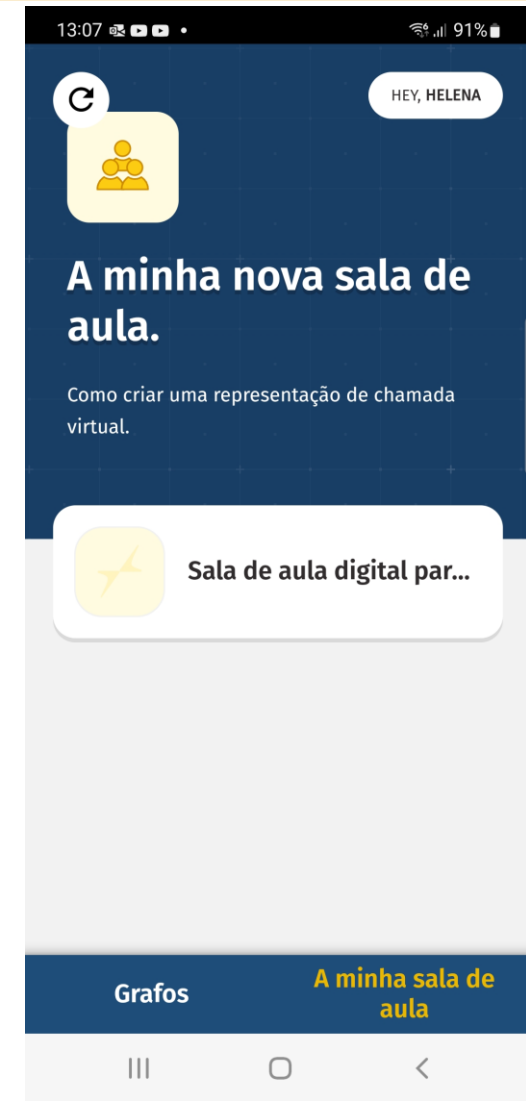 13:07
91%
HEY, HELENA
A minha nova sala de
aula.
Como criar uma representação de chamada
virtual.
Sala de aula digital par...
Grafos
A minha sala de
aula